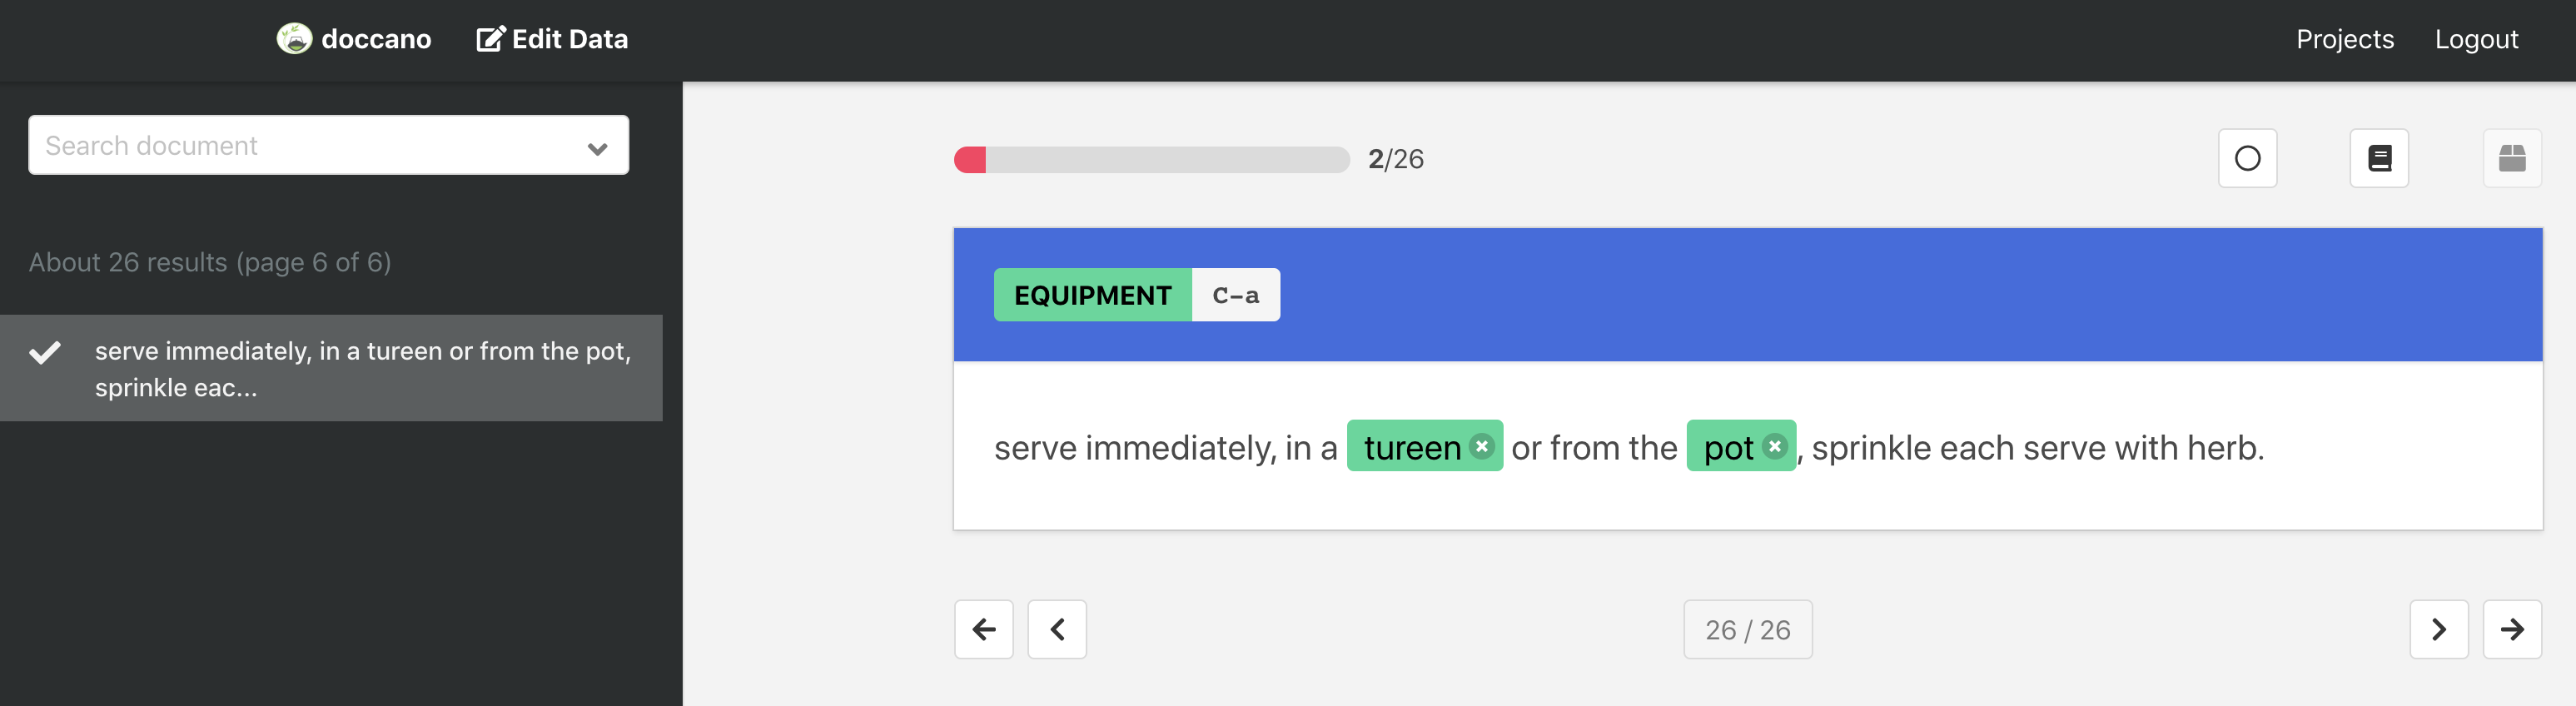 doccano Edit Data Projects Logout
Search document
About 26 results (page 6 of 6)
serve immediately, in a tureen or from the pot,
sprinkle eac...
2/26
EQUIPMENT C-a
serve immediately, in a tureen or from the pot, sprinkle each serve with herb.
26 / 26